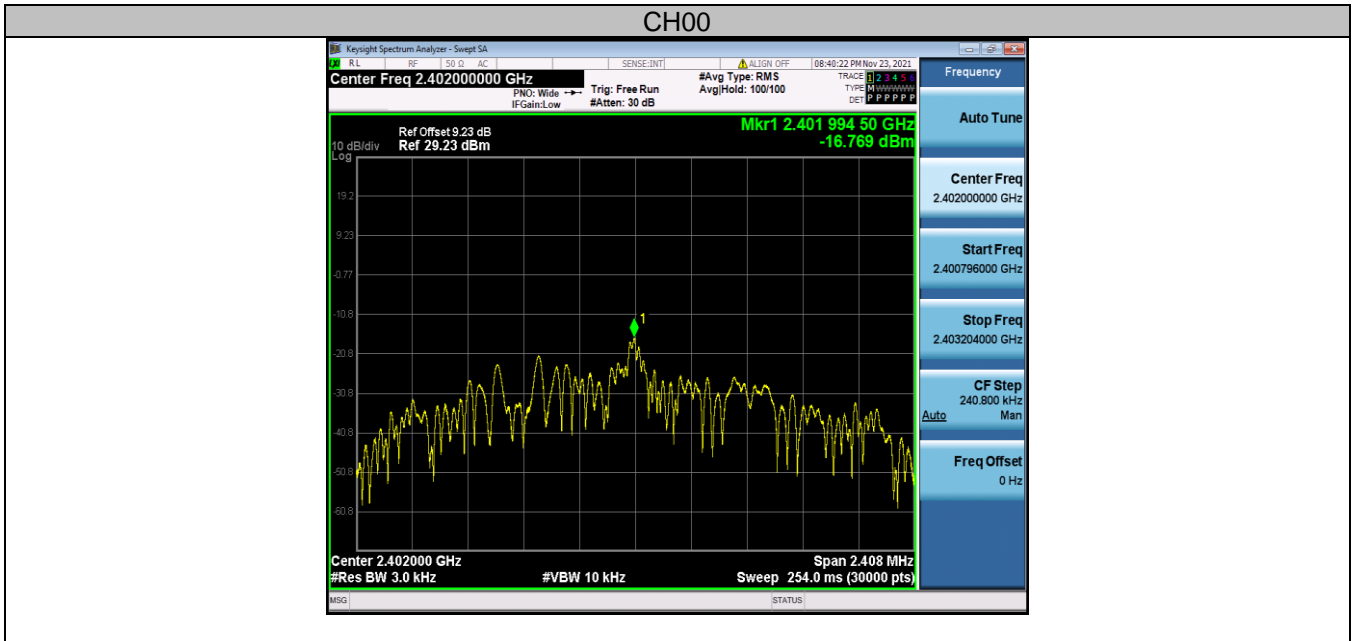 CH00
Keysight Spectrum Analyzer - Swept SA
LXI RL RF 50 Ω AC SENSE:INT ALIGN OFF 08:40:22 PM Nov 23, 2021
Center Freq 2.402000000 GHz
PNO: Wide
IFGain:Low
Trig: Free Run
#Atten: 30 dB
#Avg Type: RMS
Avg|Hold: 100/100
TRACE 1 2 3 4 5 6
TYPE M WWWWW
DET P P P P P P
Mkr1 2.401 994 50 GHz
-16.769 dBm
Ref Offset 9.23 dB
10 dB/div Ref 29.23 dBm
Log
19.2
9.23
-0.77
-10.8
1
-20.8
-30.8
-40.8
-50.8
-60.8
Center 2.402000 GHz Span 2.408 MHz
#Res BW 3.0 kHz #VBW 10 kHz Sweep 254.0 ms (30000 pts)
MSG STATUS
Frequency
Auto Tune
Center Freq
2.402000000 GHz
Start Freq
2.400796000 GHz
Stop Freq
2.403204000 GHz
CF Step
240.800 kHz
Auto Man
Freq Offset
0 Hz